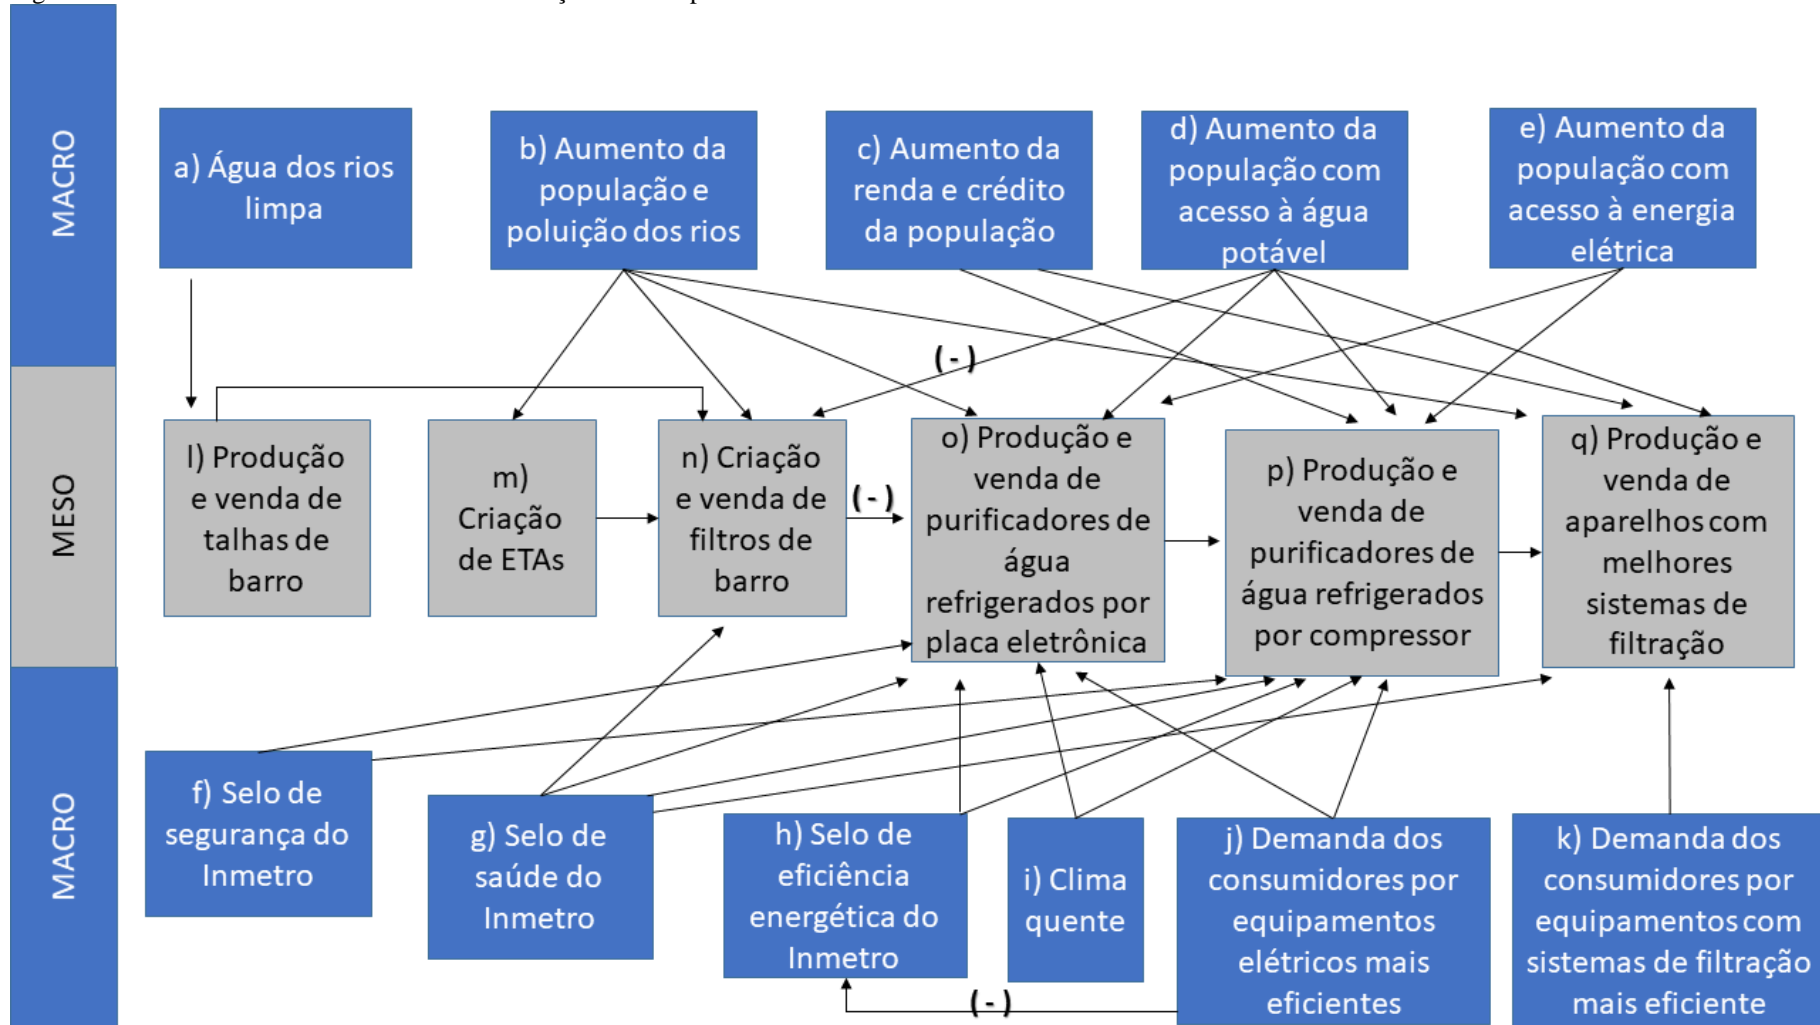 MACRO
a) Água dos rios
limpa
b) Aumento da
população e
poluição dos rios
c) Aumento da
renda e crédito
da população
d) Aumento da
população com
acesso à água
potável
e) Aumento da
população com
acesso à energia
elétrica
( - )
MESO
l) Produção
e venda de
talhas de
barro
m)
Criação
de ETAs
n) Criação
e venda de
filtros de
barro
( - )
o) Produção e
venda de
purificadores de
água
refrigerados por
placa eletrônica
p) Produção e
venda de
purificadores de
água refrigerados
por compressor
q) Produção e
venda de
aparelhos com
melhores
sistemas de
filtração
MACRO
f) Selo de
segurança do
Inmetro
g) Selo de
saúde do
Inmetro
h) Selo de
eficiência
energética do
Inmetro
i) Clima
quente
j) Demanda dos
consumidores por
equipamentos
elétricos mais
eficientes
k) Demanda dos
consumidores por
equipamentos com
sistemas de filtração
mais eficiente
( - )